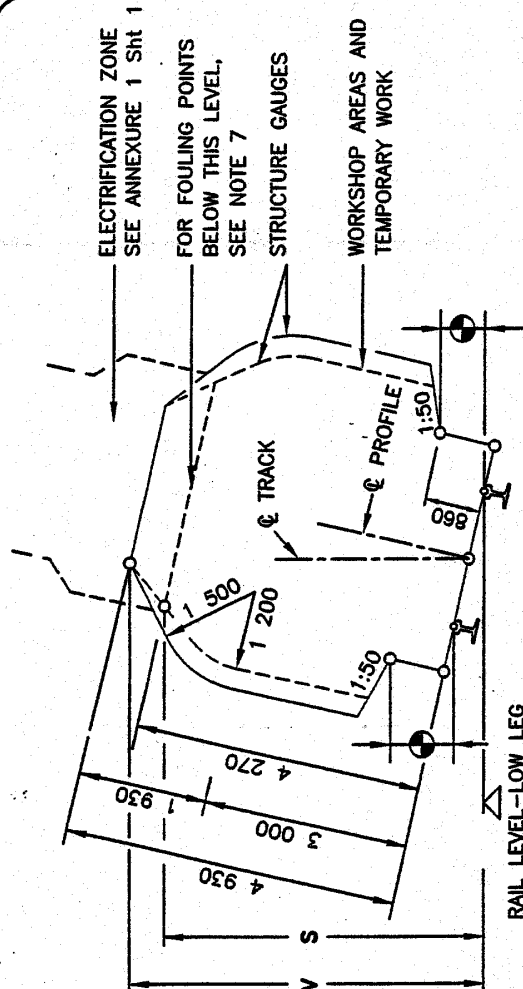 ELECTRIFICATION ZONE
SEE ANNEXURE 1 Sht 1
FOR FOULING POINTS
BELOW THIS LEVEL,
SEE NOTE 7
STRUCTURE GAUGES
WORKSHOP AREAS AND
TEMPORARY WORK
℄ TRACK
℄ PROFILE
1 500
1 200
1:50
1:50
860
4 270
1 930
3 000
4 930
S
V
RAIL LEVEL-LOW LEG